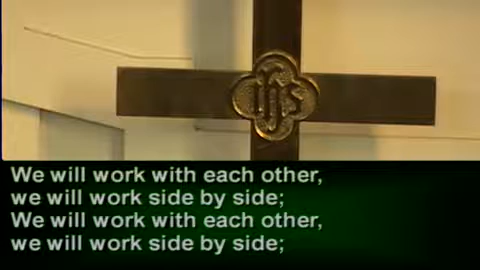 IHS
We will work with each other,
we will work side by side;
We will work with each other,
we will work side by side;